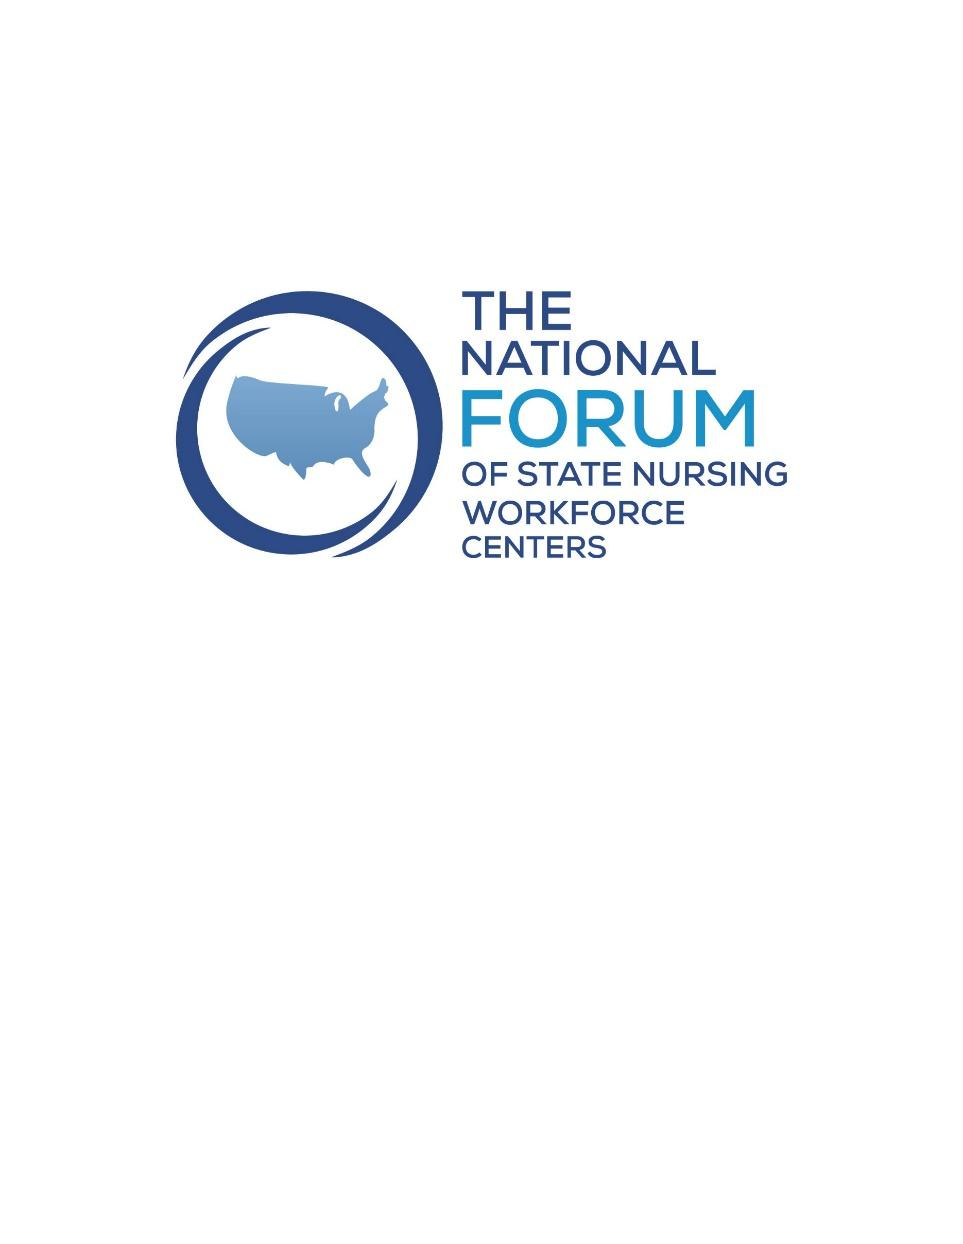 THE
NATIONAL
FORUM
OF STATE NURSING
WORKFORCE
CENTERS